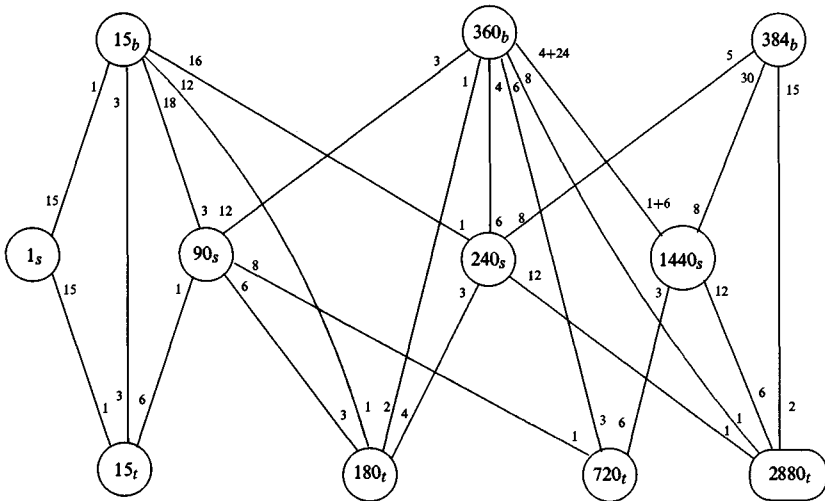 15b 360b 384b
16 3 4+24 5
1 3 18 12 1 4 6 8 30 15
15 3 12 1 6 8 1+6 8
1s 90s 240s 1440s
15 1 6 8 3 12 3 12
1 3 6 3 1 4 2 1 3 6 1 1 6 2
15t 180t 720t 2880t